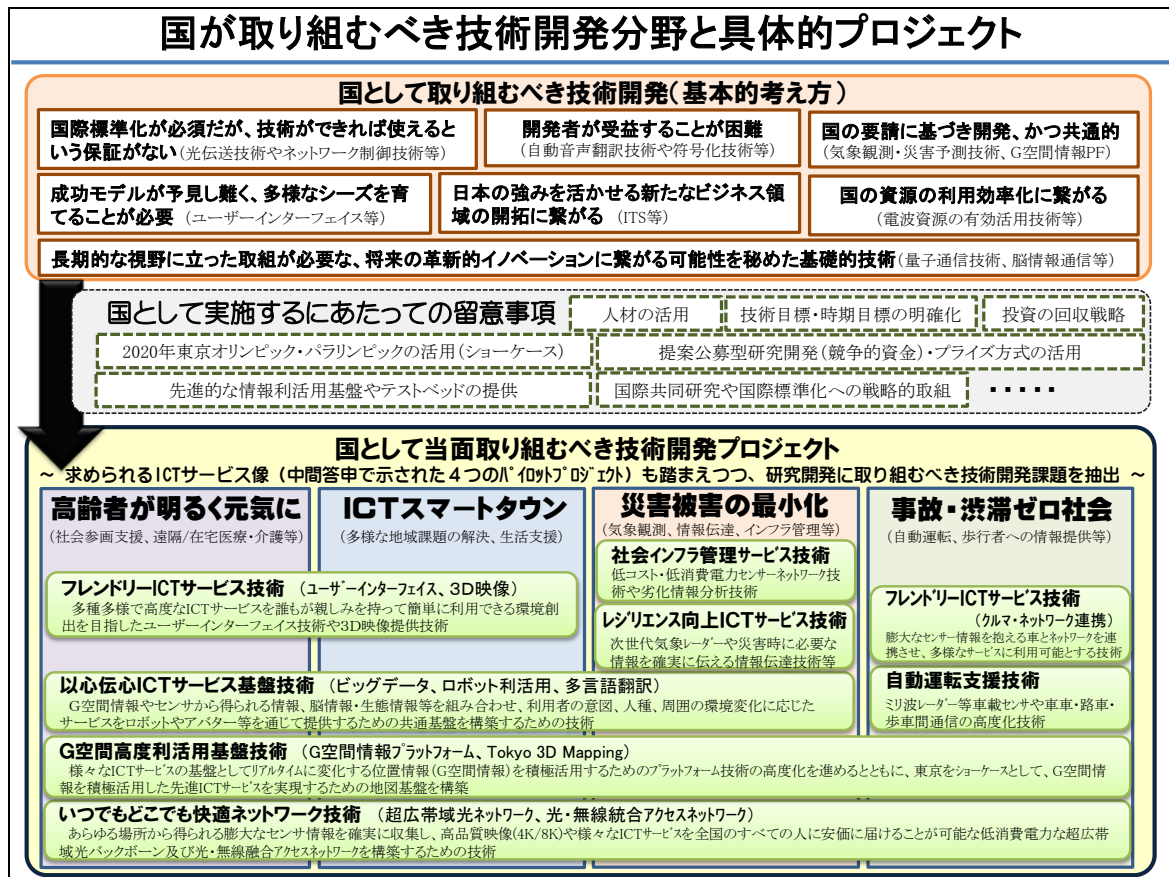 国が取り組むべき技術開発分野と具体的プロジェクト
国として取り組むべき技術開発(基本的考え方)
国際標準化が必須だが、技術ができれば使えると
いう保証がない(光伝送技術やネットワーク制御技術等)
開発者が受益することが困難
(自動音声翻訳技術や符号化技術等)
国の要請に基づき開発、かつ共通的
(気象観測・災害予測技術、G空間情報PF)
成功モデルが予見し難く、多様なシーズを育
てることが必要 (ユーザーインターフェイス等)
日本の強みを活かせる新たなビジネス領
域の開拓に繋がる (ITS等)
国の資源の利用効率化に繋がる
(電波資源の有効活用技術等)
長期的な視野に立った取組が必要な、将来の革新的イノベーションに繋がる可能性を秘めた基礎的技術(量子通信技術、脳情報通信等)
国として実施するにあたっての留意事項
人材の活用
技術目標・時期目標の明確化
投資の回収戦略
2020年東京オリンピック・パラリンピックの活用(ショーケース)
提案公募型研究開発(競争的資金)・プライズ方式の活用
先進的な情報利活用基盤やテストベッドの提供
国際共同研究や国際標準化への戦略的取組
・・・・・
国として当面取り組むべき技術開発プロジェクト
~ 求められるICTサービス像(中間答申で示された4つのパイロットプロジェクト)も踏まえつつ、研究開発に取り組むべき技術開発課題を抽出 ~
高齢者が明るく元気に
(社会参画支援、遠隔/在宅医療・介護等)
ICTスマートタウン
(多様な地域課題の解決、生活支援)
災害被害の最小化
(気象観測、情報伝達、インフラ管理等)
事故・渋滞ゼロ社会
(自動運転、歩行者への情報提供等)
フレンドリーICTサービス技術 (ユーザーインターフェイス、3D映像)
多種多様で高度なICTサービスを誰もが親しみを持って簡単に利用できる環境創
出を目指したユーザーインターフェイス技術や3D映像提供技術
社会インフラ管理サービス技術
低コスト・低消費電力センサーネットワーク技
術や劣化情報分析技術
レジリエンス向上ICTサービス技術
次世代気象レーダーや災害時に必要な
情報を確実に伝える情報伝達技術等
フレンドリーICTサービス技術
(クルマ・ネットワーク連携)
膨大なセンサー情報を抱える車とネットワークを連
携させ、多様なサービスに利用可能とする技術
以心伝心ICTサービス基盤技術 (ビッグデータ、ロボット利活用、多言語翻訳)
G空間情報やセンサから得られる情報、脳情報・生態情報等を組み合わせ、利用者の意図、人種、周囲の環境変化に応じた
サービスをロボットやアバター等を通じて提供するための共通基盤を構築するための技術
自動運転支援技術
ミリ波レーダー等車載センサや車車・路車・
歩車間通信の高度化技術
G空間高度利活用基盤技術 (G空間情報プラットフォーム、Tokyo 3D Mapping)
様々なICTサービスの基盤としてリアルタイムに変化する位置情報(G空間情報)を積極活用するためのプラットフォーム技術の高度化を進めるとともに、東京をショーケースとして、G空間情
報を積極活用した先進ICTサービスを実現するための地図基盤を構築
いつでもどこでも快適ネットワーク技術 (超広帯域光ネットワーク、光・無線統合アクセスネットワーク)
あらゆる場所から得られる膨大なセンサ情報を確実に収集し、高品質映像(4K/8K)や様々なICTサービスを全国のすべての人に安価に届けることが可能な低消費電力な超広帯
域光バックボーン及び光・無線融合アクセスネットワークを構築するための技術